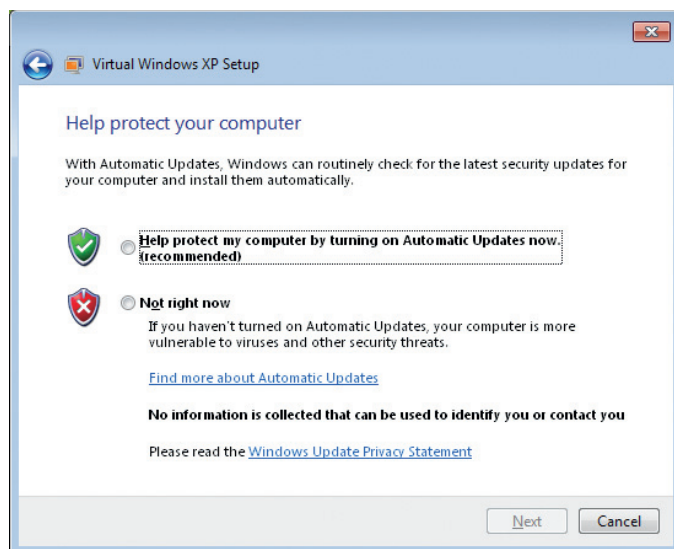 Virtual Windows XP Setup
Help protect your computer
With Automatic Updates, Windows can routinely check for the latest security updates for
your computer and install them automatically.
Help protect my computer by turning on Automatic Updates now.
(recommended)
Not right now
If you haven't turned on Automatic Updates, your computer is more
vulnerable to viruses and other security threats.
Find more about Automatic Updates
No information is collected that can be used to identify you or contact you
Please read the Windows Update Privacy Statement
Next Cancel